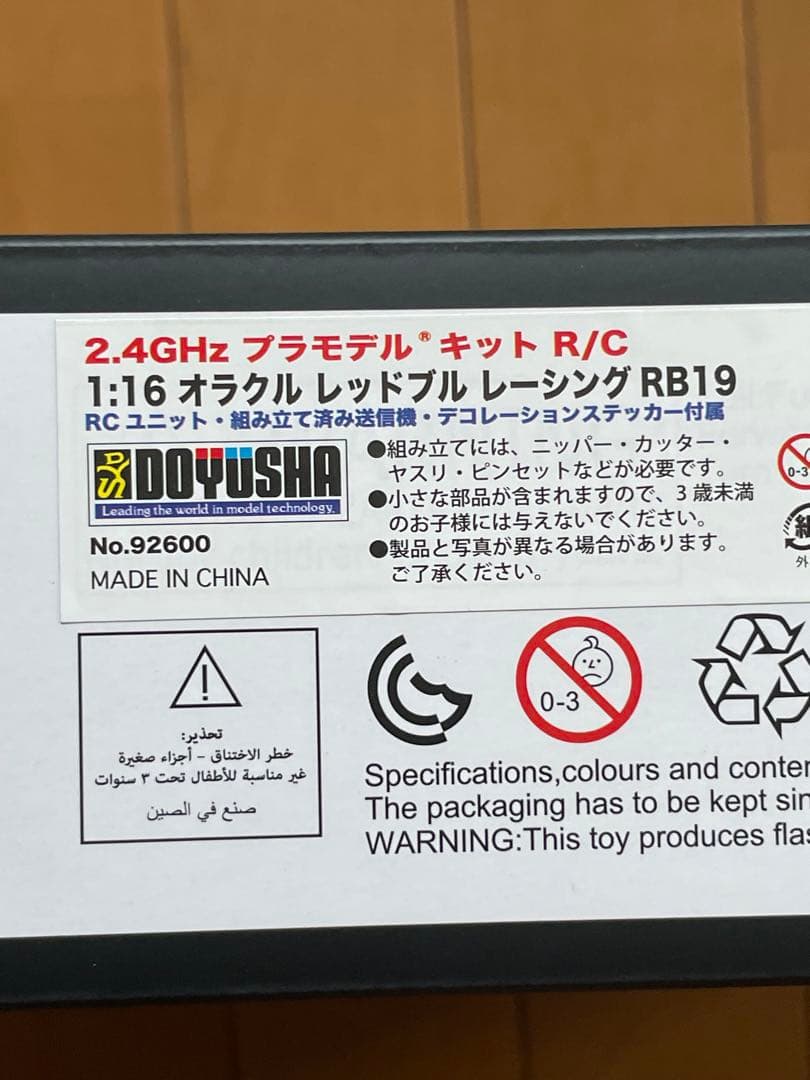 2.4GHz プラモデル® キット R/C
1:16 オラクル レッドブル レーシング RB19
RC ユニット・組み立て済み送信機・デコレーションステッカー付属
DS DOYUSHA
Leading the world in model technology.
No.92600
MADE IN CHINA
●組み立てには、ニッパー・カッター・
ヤスリ・ピンセットなどが必要です。
●小さな部品が含まれますので、3 歳未満
のお子様には与えないでください。
●製品と写真が異なる場合があります。
ご了承ください。
0-3
紙
外
تحذير:
خطر الاختناق – أجزاء صغيرة
غير مناسبة للأطفال تحت ٣ سنوات
صنع في الصين
0-3
Specifications,colours and
The packaging has to be kept
WARNING:This toy produces